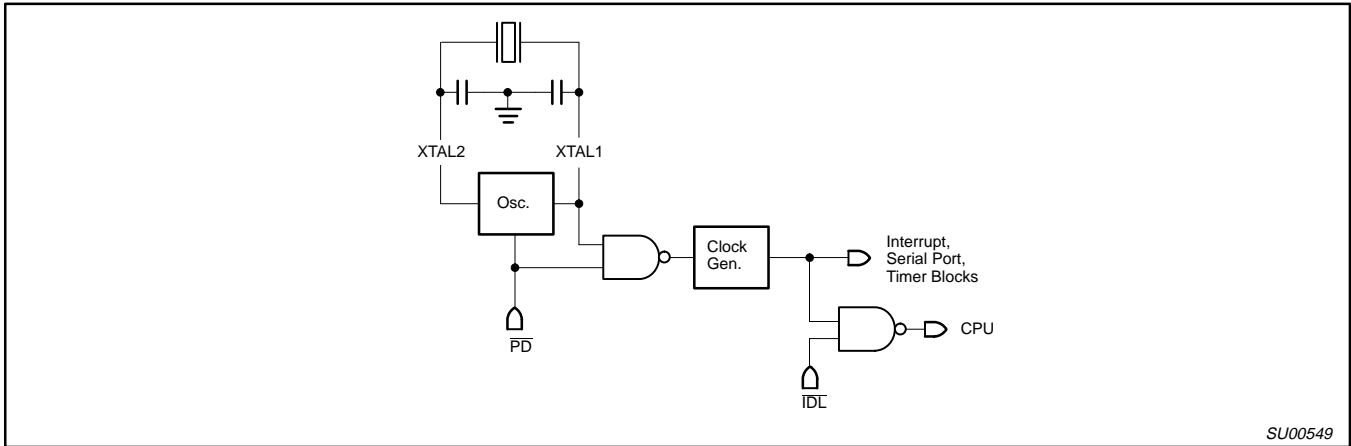 XTAL2
XTAL1
Osc.
Clock
Gen.
Interrupt,
Serial Port,
Timer Blocks
CPU
PD
IDL
SU00549